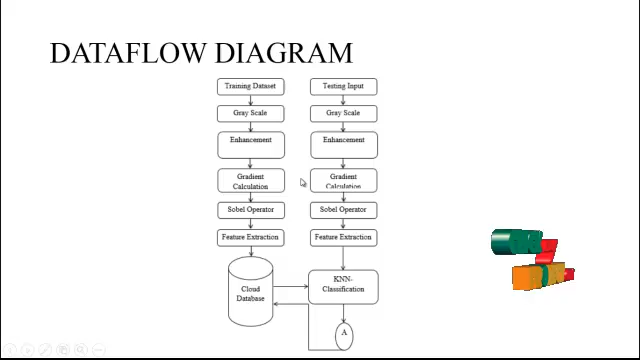 DATAFLOW DIAGRAM
Training Dataset
Gray Scale
Enhancement
Gradient
Calculation
Sobel Operator
Feature Extraction
Cloud
Database
Testing Input
Gray Scale
Enhancement
Gradient
Calculation
Sobel Operator
Feature Extraction
KNN-
Classification
A